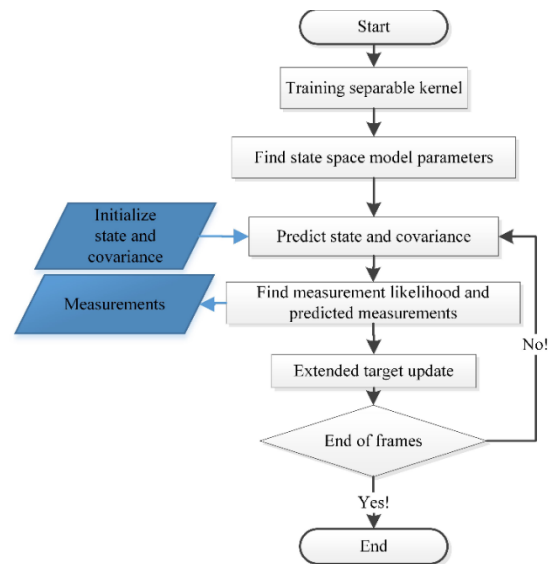 Start
Training separable kernel
Find state space model parameters
Initialize
state and
covariance
Predict state and covariance
Measurements
Find measurement likelihood and
predicted measurements
No!
Extended target update
End of frames
Yes!
End